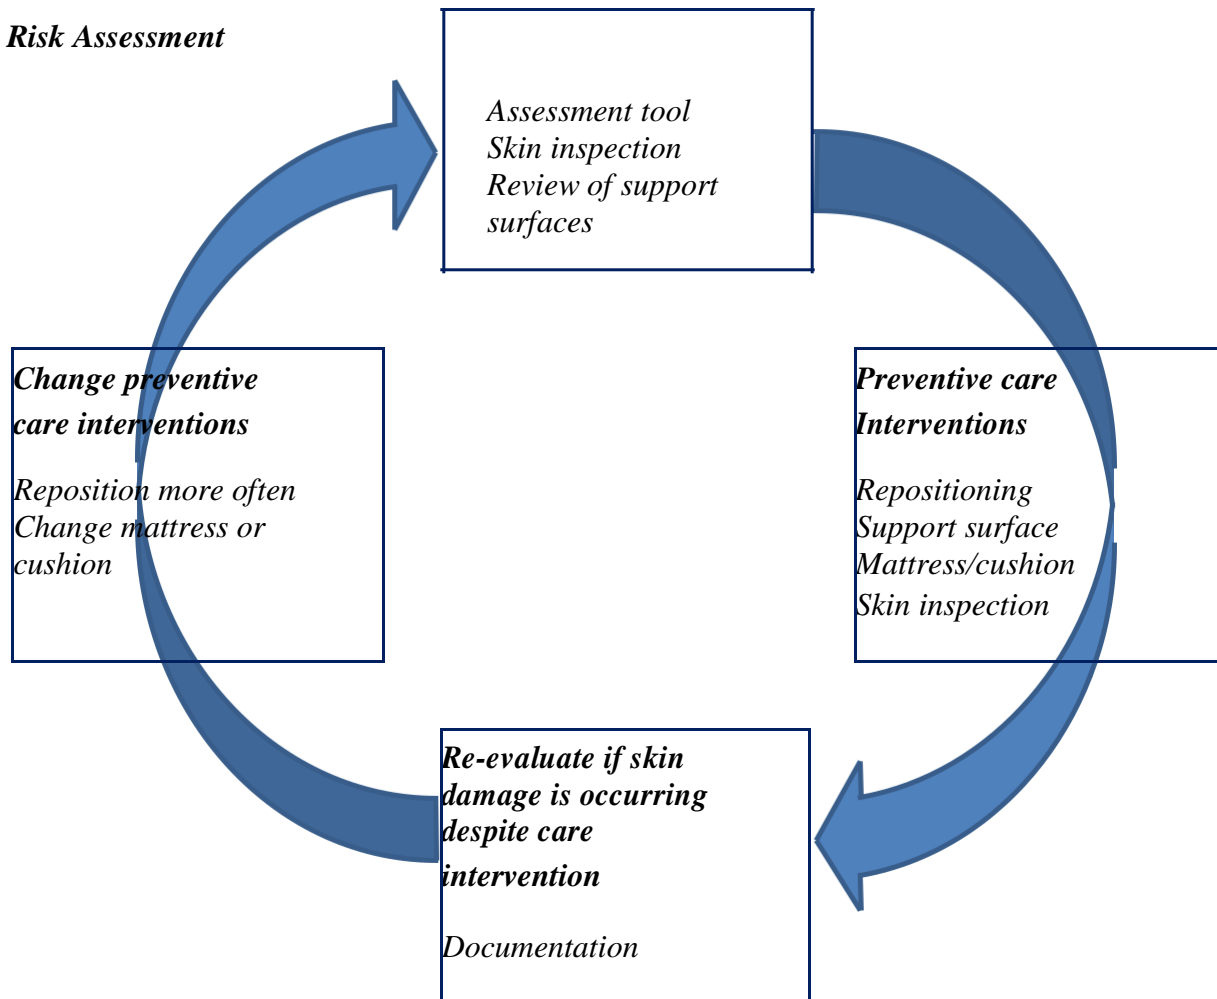 Risk Assessment
Assessment tool
Skin inspection
Review of support
surfaces
Preventive care
Interventions
Repositioning
Support surface
Mattress/cushion
Skin inspection
Re-evaluate if skin
damage is occurring
despite care
intervention
Documentation
Change preventive
care interventions
Reposition more often
Change mattress or
cushion